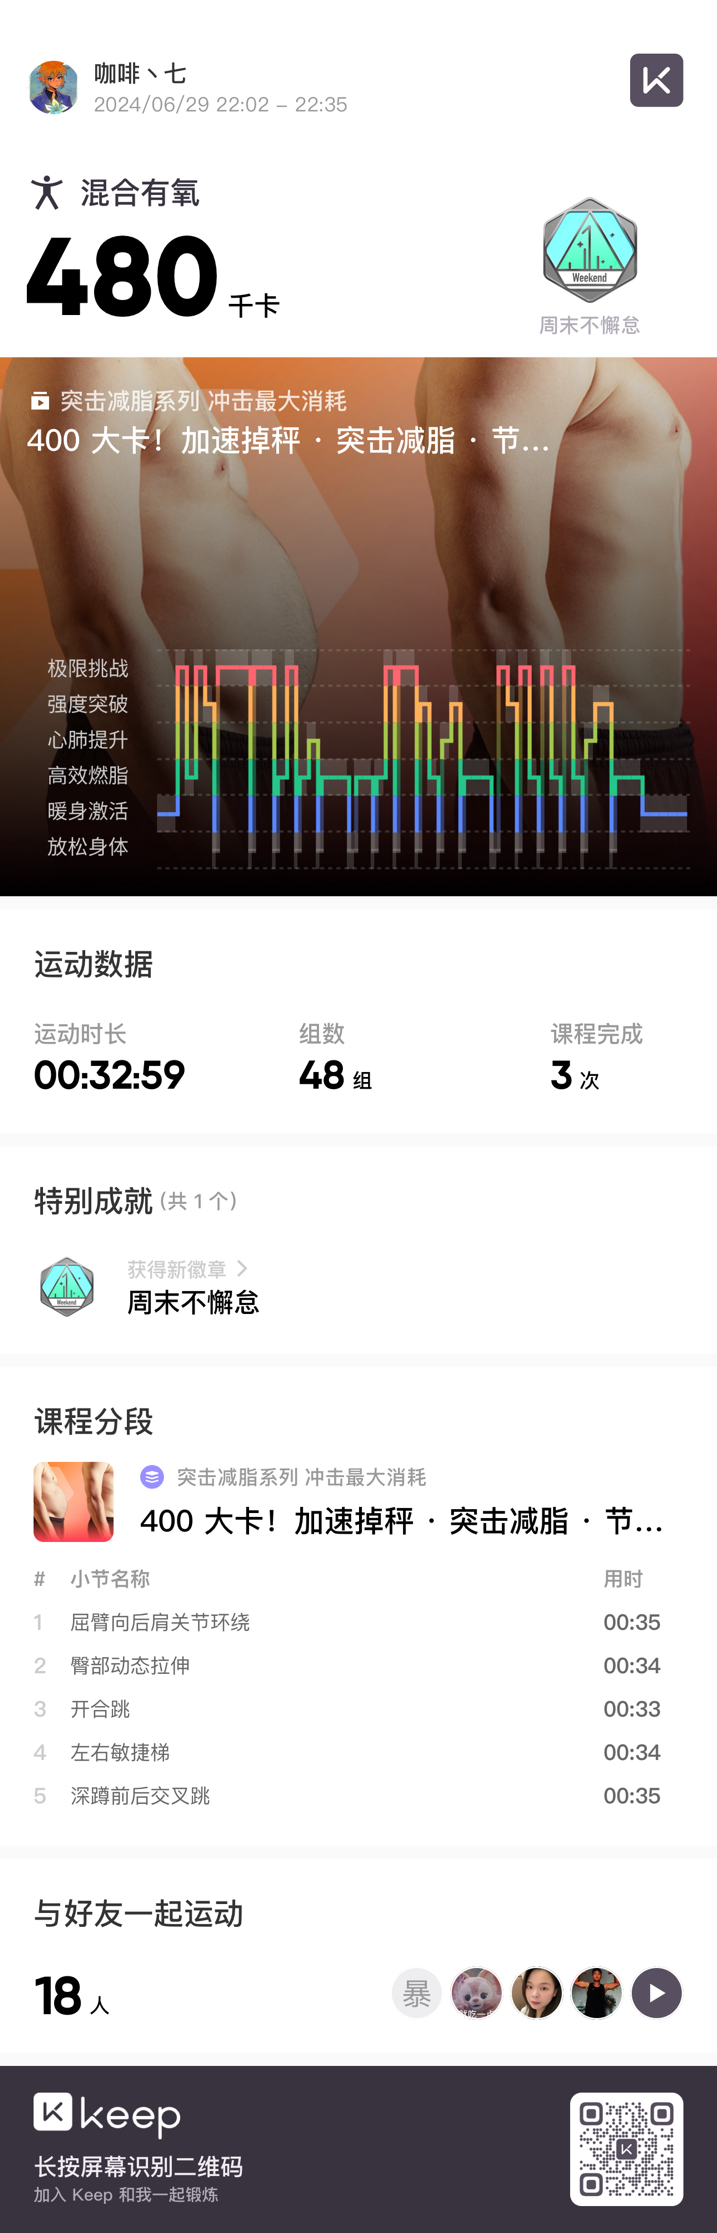 咖啡丶七
2024/06/29 22:02 – 22:35
混合有氧
480 千卡
Weekend
周末不懈怠
突击减脂系列 冲击最大消耗
400 大卡！加速掉秤 · 突击减脂 · 节...
极限挑战
强度突破
心肺提升
高效燃脂
暖身激活
放松身体
运动数据
运动时长 组数 课程完成
00:32:59 48 组 3 次
特别成就 (共 1 个)
Weekend
获得新徽章 >
周末不懈怠
课程分段
突击减脂系列 冲击最大消耗
400 大卡！加速掉秤 · 突击减脂 · 节...
# 小节名称 用时
1 屈臂向后肩关节环绕 00:35
2 臀部动态拉伸 00:34
3 开合跳 00:33
4 左右敏捷梯 00:34
5 深蹲前后交叉跳 00:35
与好友一起运动
18 人
暴
keep
长按屏幕识别二维码
加入 Keep 和我一起锻炼